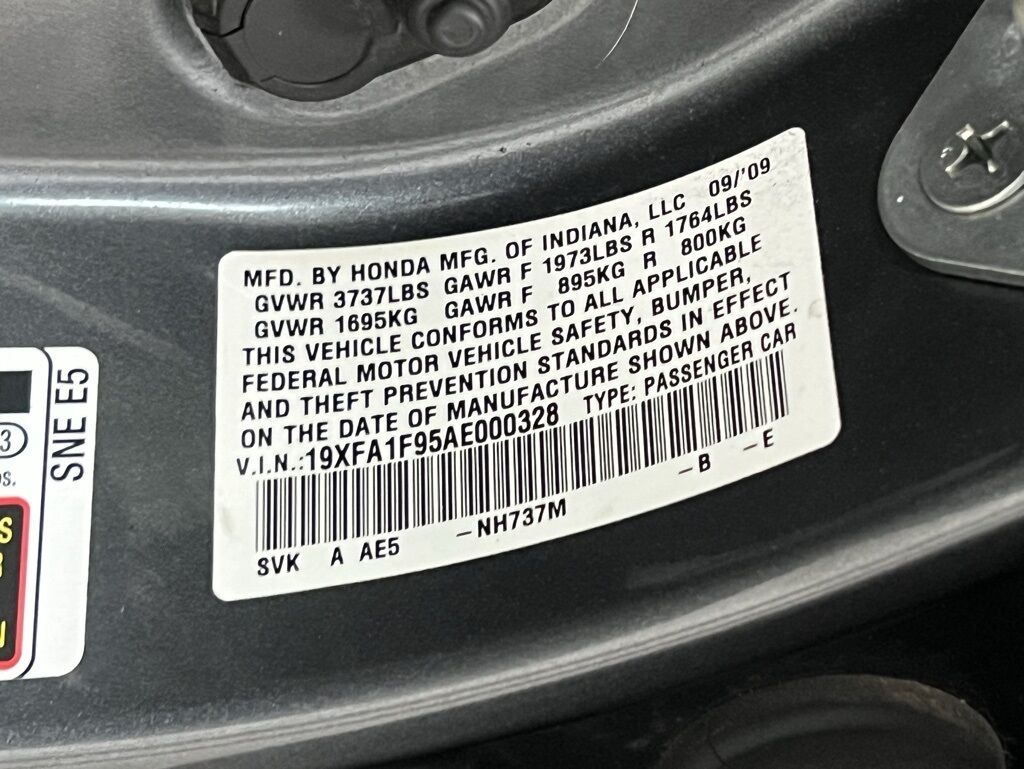 MFD. BY HONDA MFG. OF INDIANA, LLC 09/'09
GVWR 3737LBS GAWR F 1973LBS R 1764LBS
GVWR 1695KG GAWR F 895KG R 800KG
THIS VEHICLE CONFORMS TO ALL APPLICABLE
FEDERAL MOTOR VEHICLE SAFETY, BUMPER,
AND THEFT PREVENTION STANDARDS IN EFFECT
ON THE DATE OF MANUFACTURE SHOWN ABOVE.
V.I.N.:19XFA1F95AE000328 TYPE: PASSENGER CAR
SVK A AE5 -NH737M -B -E
SNE E5
3